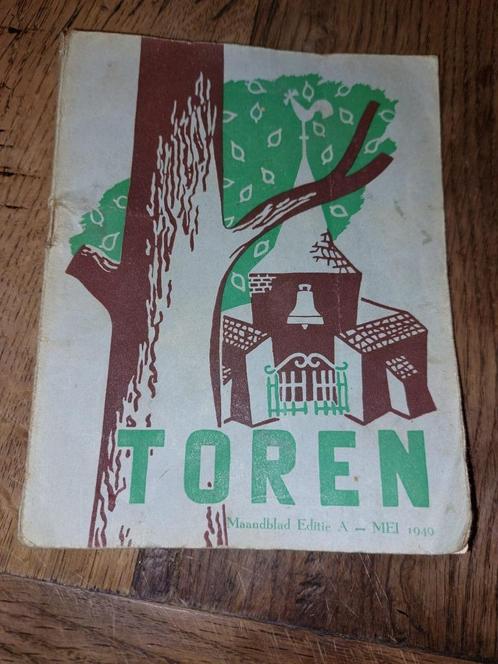 TOREN
Maandblad Editie A — MEI 1949